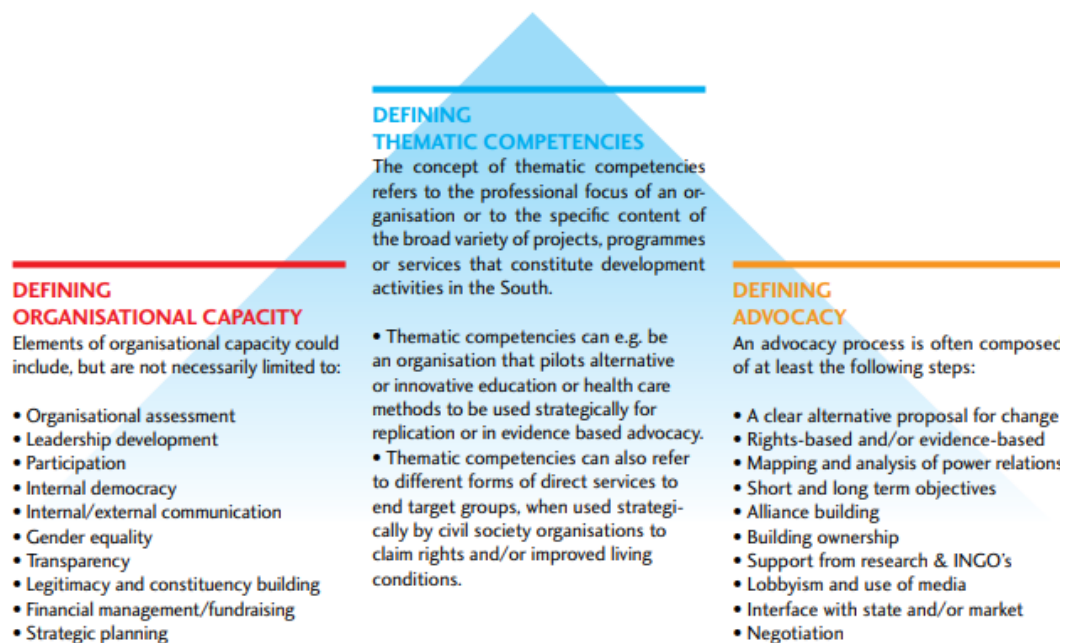 DEFINING
THEMATIC COMPETENCIES
The concept of thematic competencies
refers to the professional focus of an or-
ganisation or to the specific content of
the broad variety of projects, programmes
or services that constitute development
activities in the South.
• Thematic competencies can e.g. be
an organisation that pilots alternative
or innovative education or health care
methods to be used strategically for
replication or in evidence based advocacy.
• Thematic competencies can also refer
to different forms of direct services to
end target groups, when used strategi-
cally by civil society organisations to
claim rights and/or improved living
conditions.
DEFINING
ORGANISATIONAL CAPACITY
Elements of organisational capacity could
include, but are not necessarily limited to:
• Organisational assessment
• Leadership development
• Participation
• Internal democracy
• Internal/external communication
• Gender equality
• Transparency
• Legitimacy and constituency building
• Financial management/fundraising
• Strategic planning
DEFINING
ADVOCACY
An advocacy process is often composed
of at least the following steps:
• A clear alternative proposal for change
• Rights-based and/or evidence-based
• Mapping and analysis of power relations
• Short and long term objectives
• Alliance building
• Building ownership
• Support from research & INGO's
• Lobbyism and use of media
• Interface with state and/or market
• Negotiation